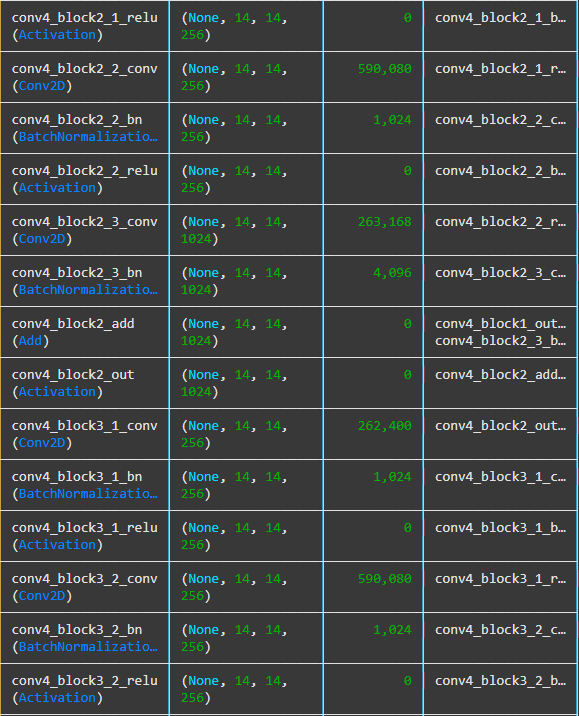 conv4_block2_1_relu (None, 14, 14, 0 conv4_block2_1_b…
(Activation) 256)
conv4_block2_2_conv (None, 14, 14, 590,080 conv4_block2_1_r…
(Conv2D) 256)
conv4_block2_2_bn (None, 14, 14, 1,024 conv4_block2_2_c…
(BatchNormalizatio… 256)
conv4_block2_2_relu (None, 14, 14, 0 conv4_block2_2_b…
(Activation) 256)
conv4_block2_3_conv (None, 14, 14, 263,168 conv4_block2_2_r…
(Conv2D) 1024)
conv4_block2_3_bn (None, 14, 14, 4,096 conv4_block2_3_c…
(BatchNormalizatio… 1024)
conv4_block2_add (None, 14, 14, 0 conv4_block1_out…
(Add) 1024) conv4_block2_3_b…
conv4_block2_out (None, 14, 14, 0 conv4_block2_add…
(Activation) 1024)
conv4_block3_1_conv (None, 14, 14, 262,400 conv4_block2_out…
(Conv2D) 256)
conv4_block3_1_bn (None, 14, 14, 1,024 conv4_block3_1_c…
(BatchNormalizatio… 256)
conv4_block3_1_relu (None, 14, 14, 0 conv4_block3_1_b…
(Activation) 256)
conv4_block3_2_conv (None, 14, 14, 590,080 conv4_block3_1_r…
(Conv2D) 256)
conv4_block3_2_bn (None, 14, 14, 1,024 conv4_block3_2_c…
(BatchNormalizatio… 256)
conv4_block3_2_relu (None, 14, 14, 0 conv4_block3_2_b…
(Activation) 256)